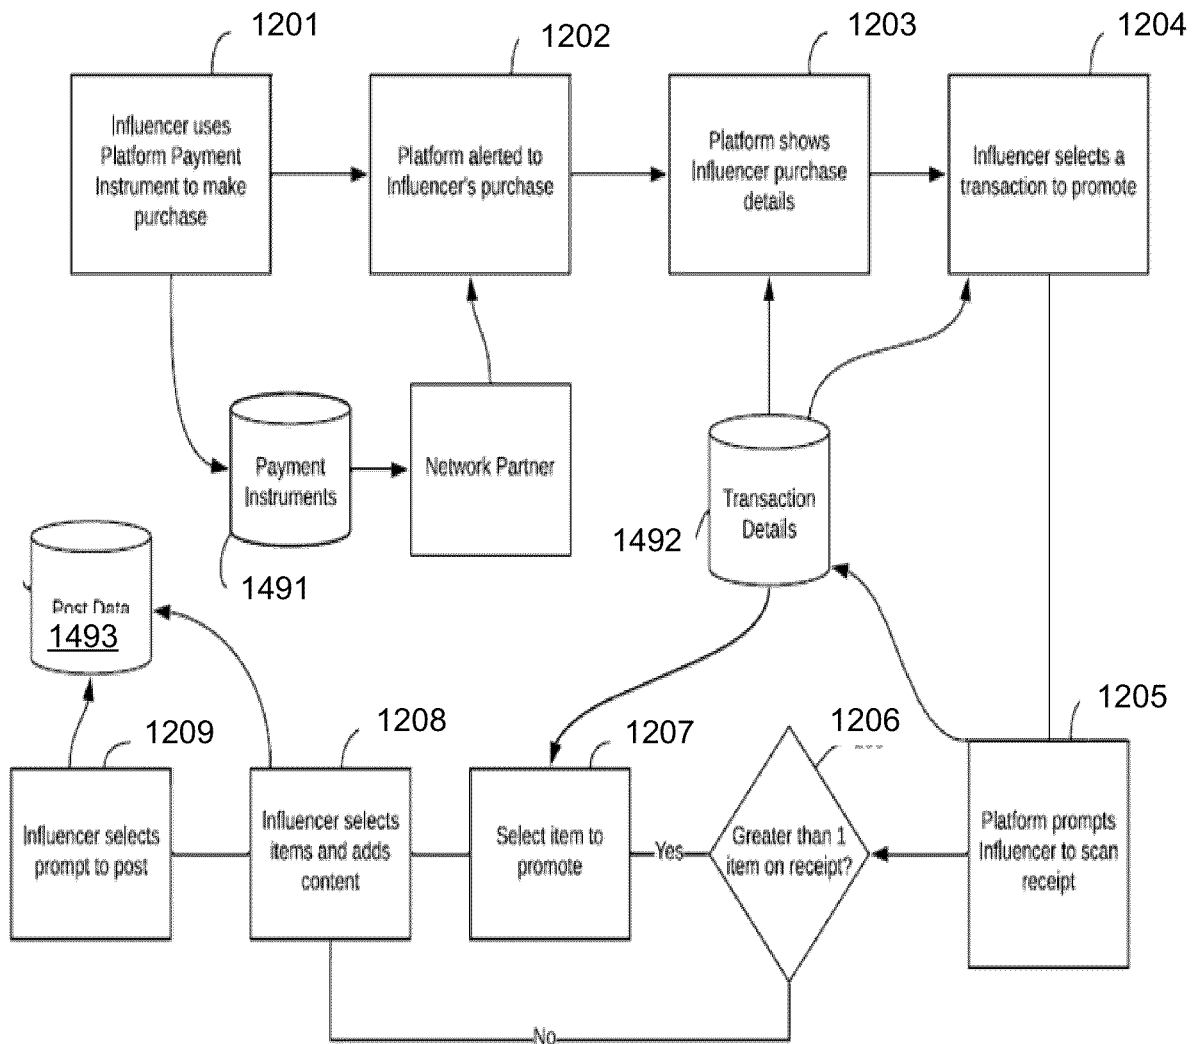 1201
1202
1203
1204
Influencer uses
Platform Payment
Instrument to make
purchase
Platform alerted to
Influencer's purchase
Platform shows
Influencer purchase
details
Influencer selects a
transaction to promote
Payment
Instruments
1491
Network Partner
Transaction
Details
1492
Post Data
1493
1209
1208
1207
1206
1205
Influencer selects
prompt to post
Influencer selects
items and adds
content
Select item to
promote
Yes
Greater than 1
item on receipt?
Platform prompts
Influencer to scan
receipt
No